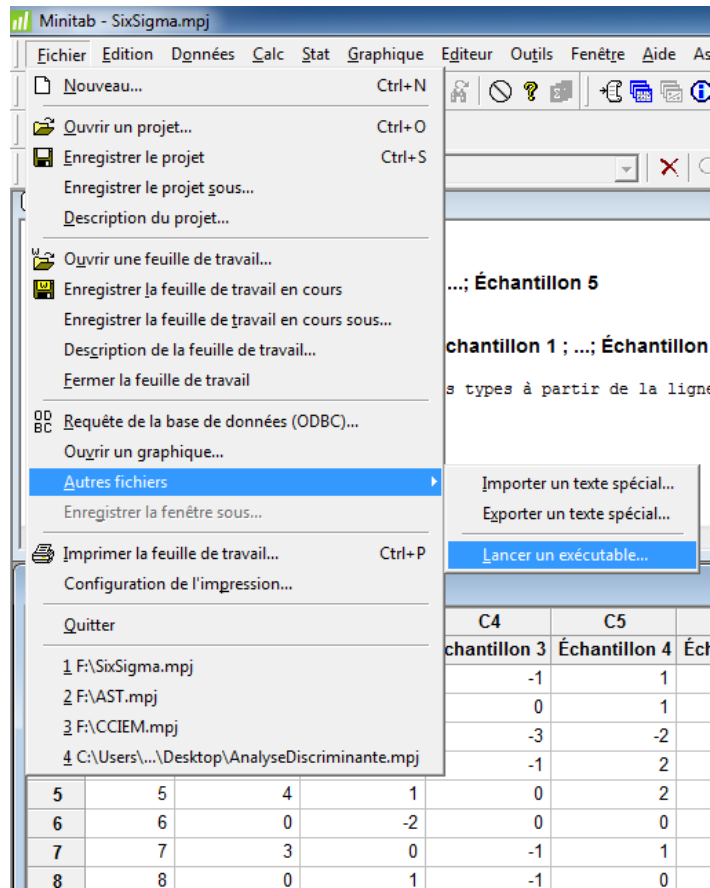 Minitab - SixSigma.mpj
Fichier Edition Données Calc Stat Graphique Editeur Outils Fenêtre Aide As
Nouveau... Ctrl+N
Ouvrir un projet... Ctrl+O
Enregistrer le projet Ctrl+S
Enregistrer le projet sous...
Description du projet...
Ouvrir une feuille de travail...
Enregistrer la feuille de travail en cours
Enregistrer la feuille de travail en cours sous...
Description de la feuille de travail...
Fermer la feuille de travail
Requête de la base de données (ODBC)...
Ouvrir un graphique...
Autres fichiers
Enregistrer la fenêtre sous...
Imprimer la feuille de travail... Ctrl+P
Configuration de l'impression...
Quitter
1 F:\SixSigma.mpj
2 F:\AST.mpj
3 F:\CCIEM.mpj
4 C:\Users\...\Desktop\AnalyseDiscriminante.mpj
Importer un texte spécial...
Exporter un texte spécial...
Lancer un exécutable...
...; Échantillon 5
chantillon 1 ; ...; Échantillon
s types à partir de la ligne
C4 C5
chantillon 3 Échantillon 4 Éch
-1 1
0 1
-3 -2
-1 2
5 5 4 1 0 2
6 6 0 -2 0 0
7 7 3 0 -1 1
8 8 0 1 -1 0